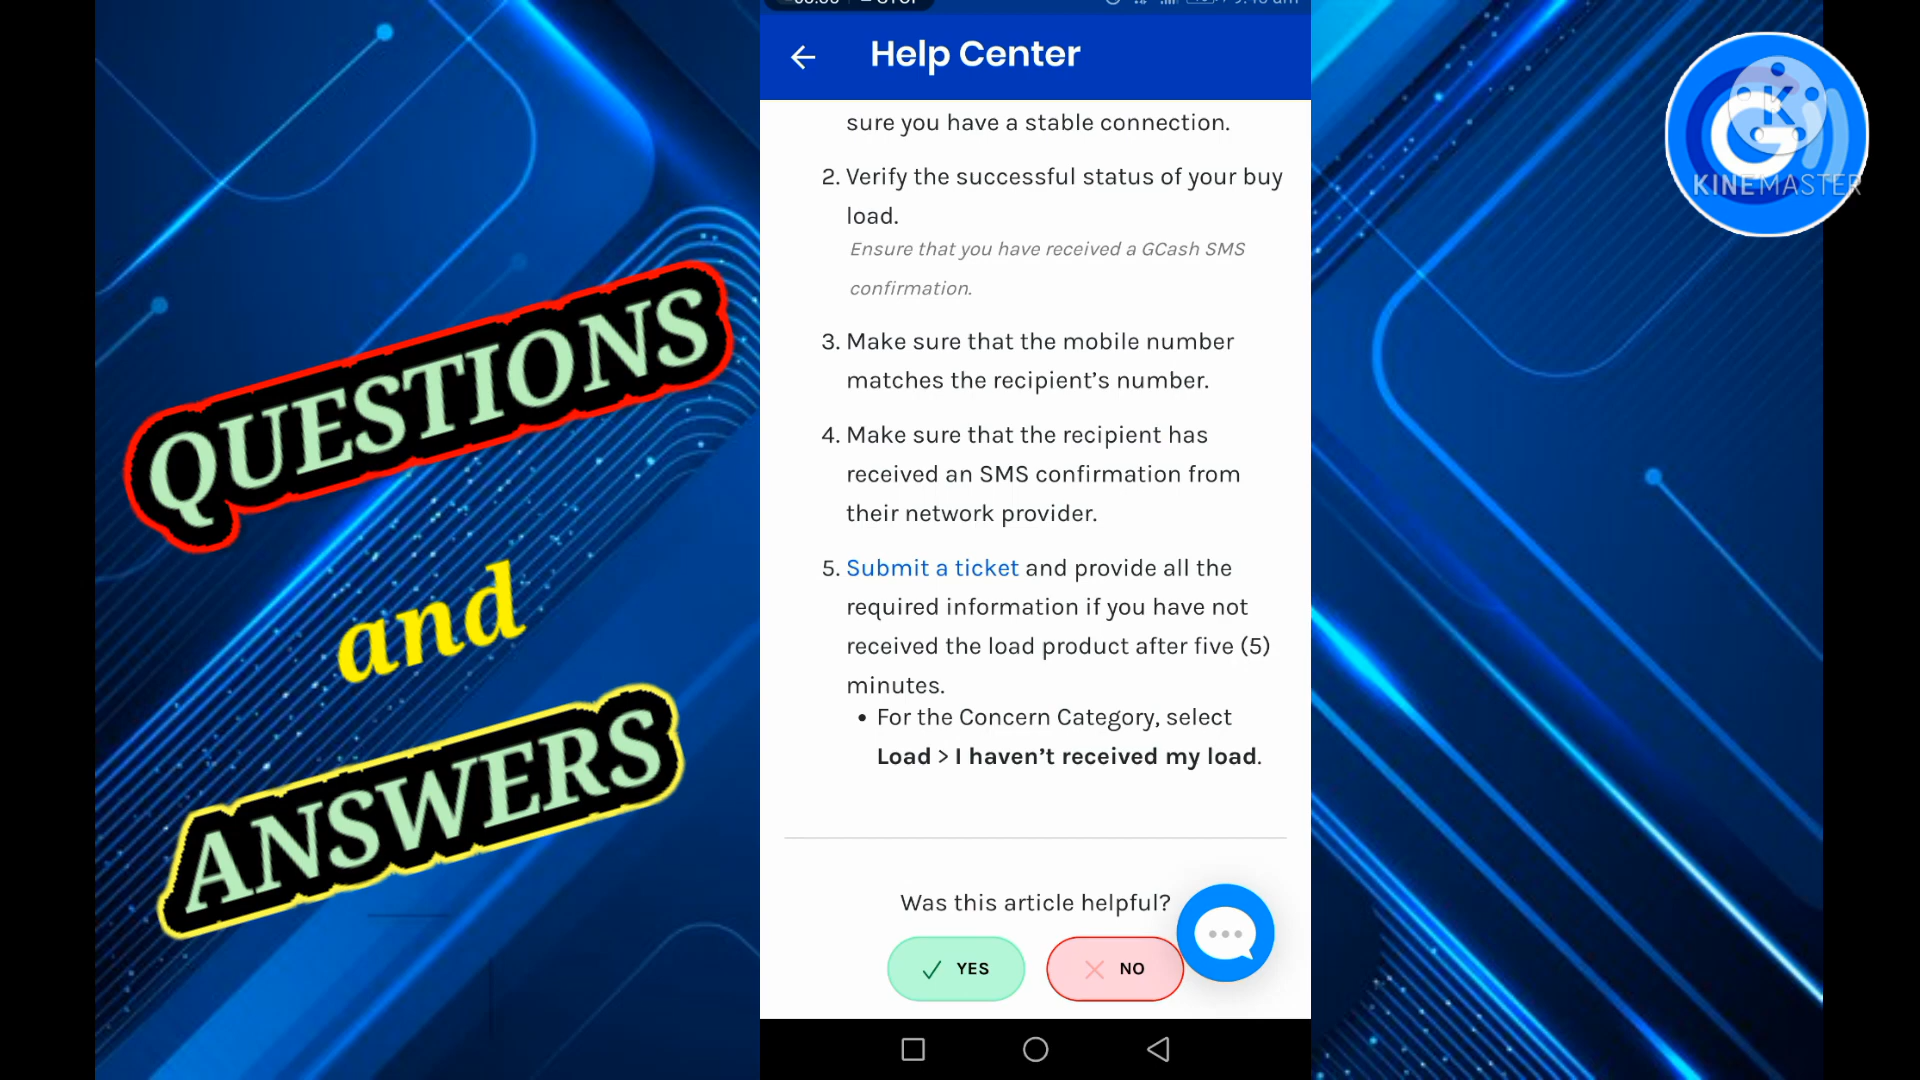 Help Center
sure you have a stable connection.
2. Verify the successful status of your buy
load.
Ensure that you have received a GCash SMS
confirmation.
3. Make sure that the mobile number
matches the recipient's number.
4. Make sure that the recipient has
received an SMS confirmation from
their network provider.
5. Submit a ticket and provide all the
required information if you have not
received the load product after five (5)
minutes.
• For the Concern Category, select
Load > I haven't received my load.
Was this article helpful?
YES
NO
QUESTIONS
and
ANSWERS
K
G
KINEMASTER